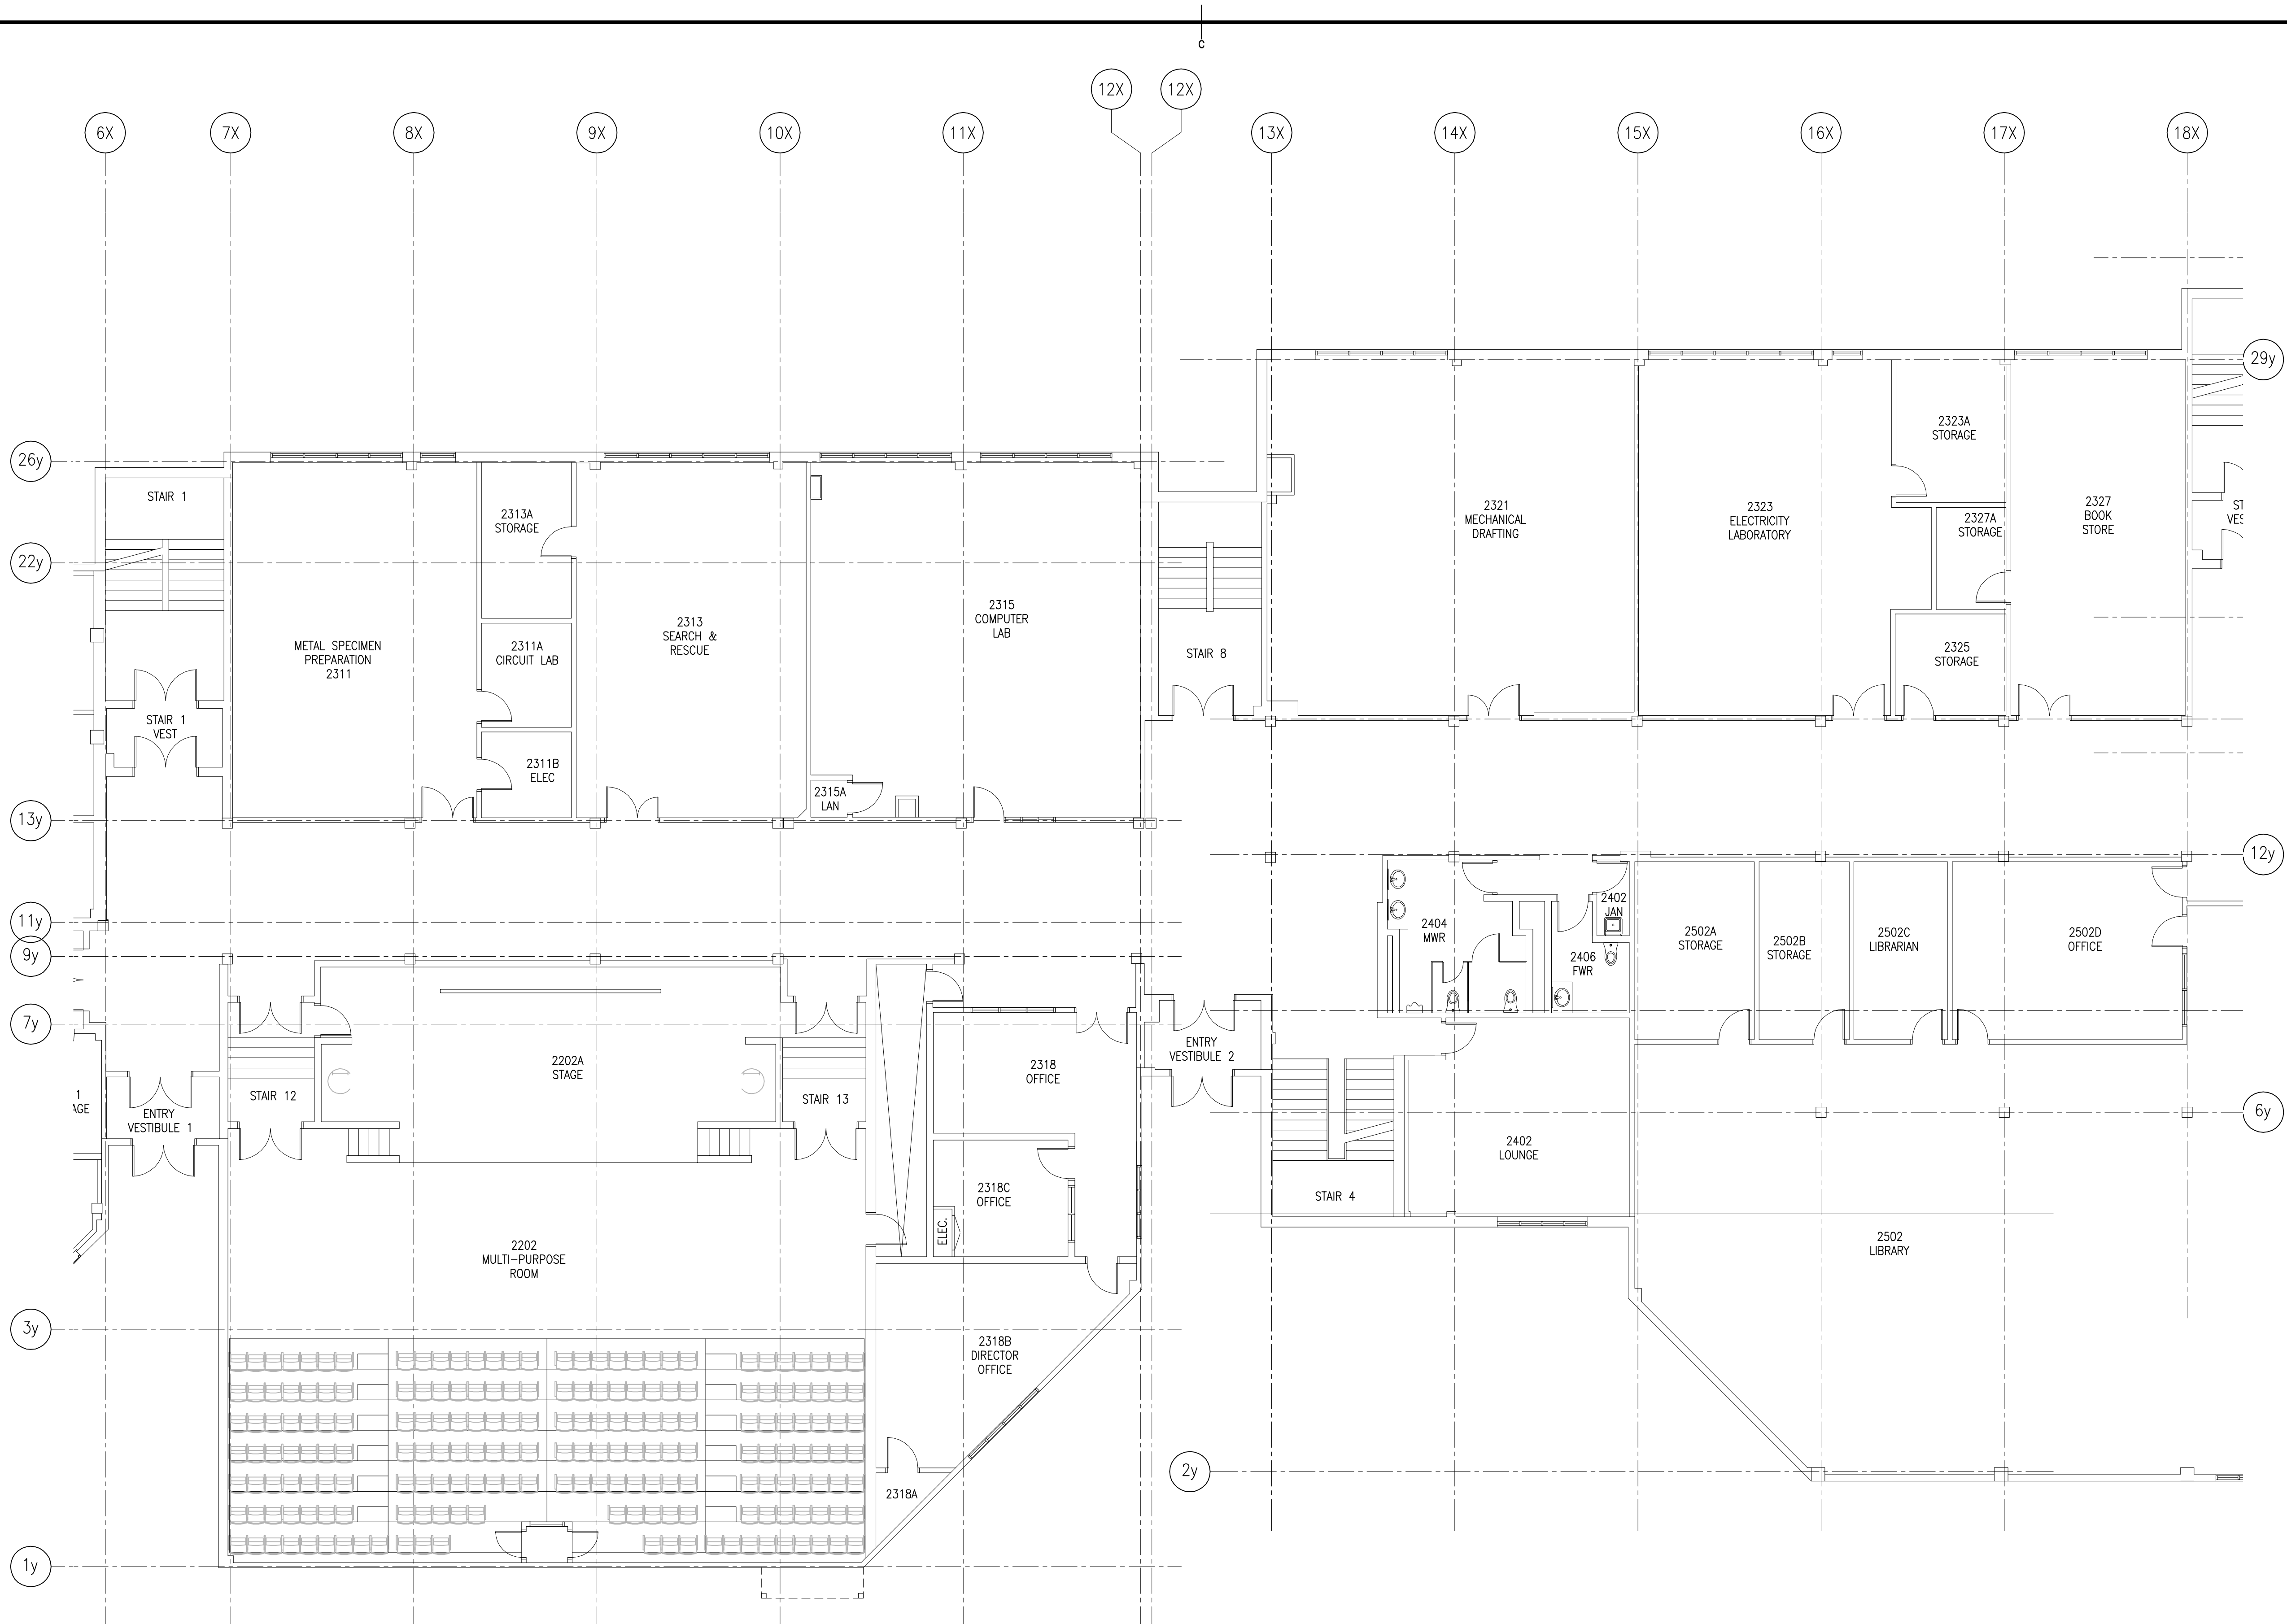 C
12X
12X
6X
7X
8X
9X
10X
11X
13X
14X
15X
16X
17X
18X
29y
26y
22y
13y
11y
9y
7y
3y
1y
12y
6y
2y
STAIR 1
2313A
STORAGE
METAL SPECIMEN
PREPARATION
2311
2311A
CIRCUIT LAB
2313
SEARCH &
RESCUE
2315
COMPUTER
LAB
STAIR 8
2321
MECHANICAL
DRAFTING
2323
ELECTRICITY
LABORATORY
2323A
STORAGE
2327A
STORAGE
2327
BOOK
STORE
ST
VES
2325
STORAGE
STAIR 1
VEST
2311B
ELEC
2315A
LAN
2404
MWR
2402
JAN
2406
FWR
2502A
STORAGE
2502B
STORAGE
2502C
LIBRARIAN
2502D
OFFICE
1
AGE
ENTRY
VESTIBULE 1
STAIR 12
2202A
STAGE
STAIR 13
2318
OFFICE
ENTRY
VESTIBULE 2
2318C
OFFICE
ELEC.
STAIR 4
2402
LOUNGE
2502
LIBRARY
2202
MULTI-PURPOSE
ROOM
2318B
DIRECTOR
OFFICE
2318A